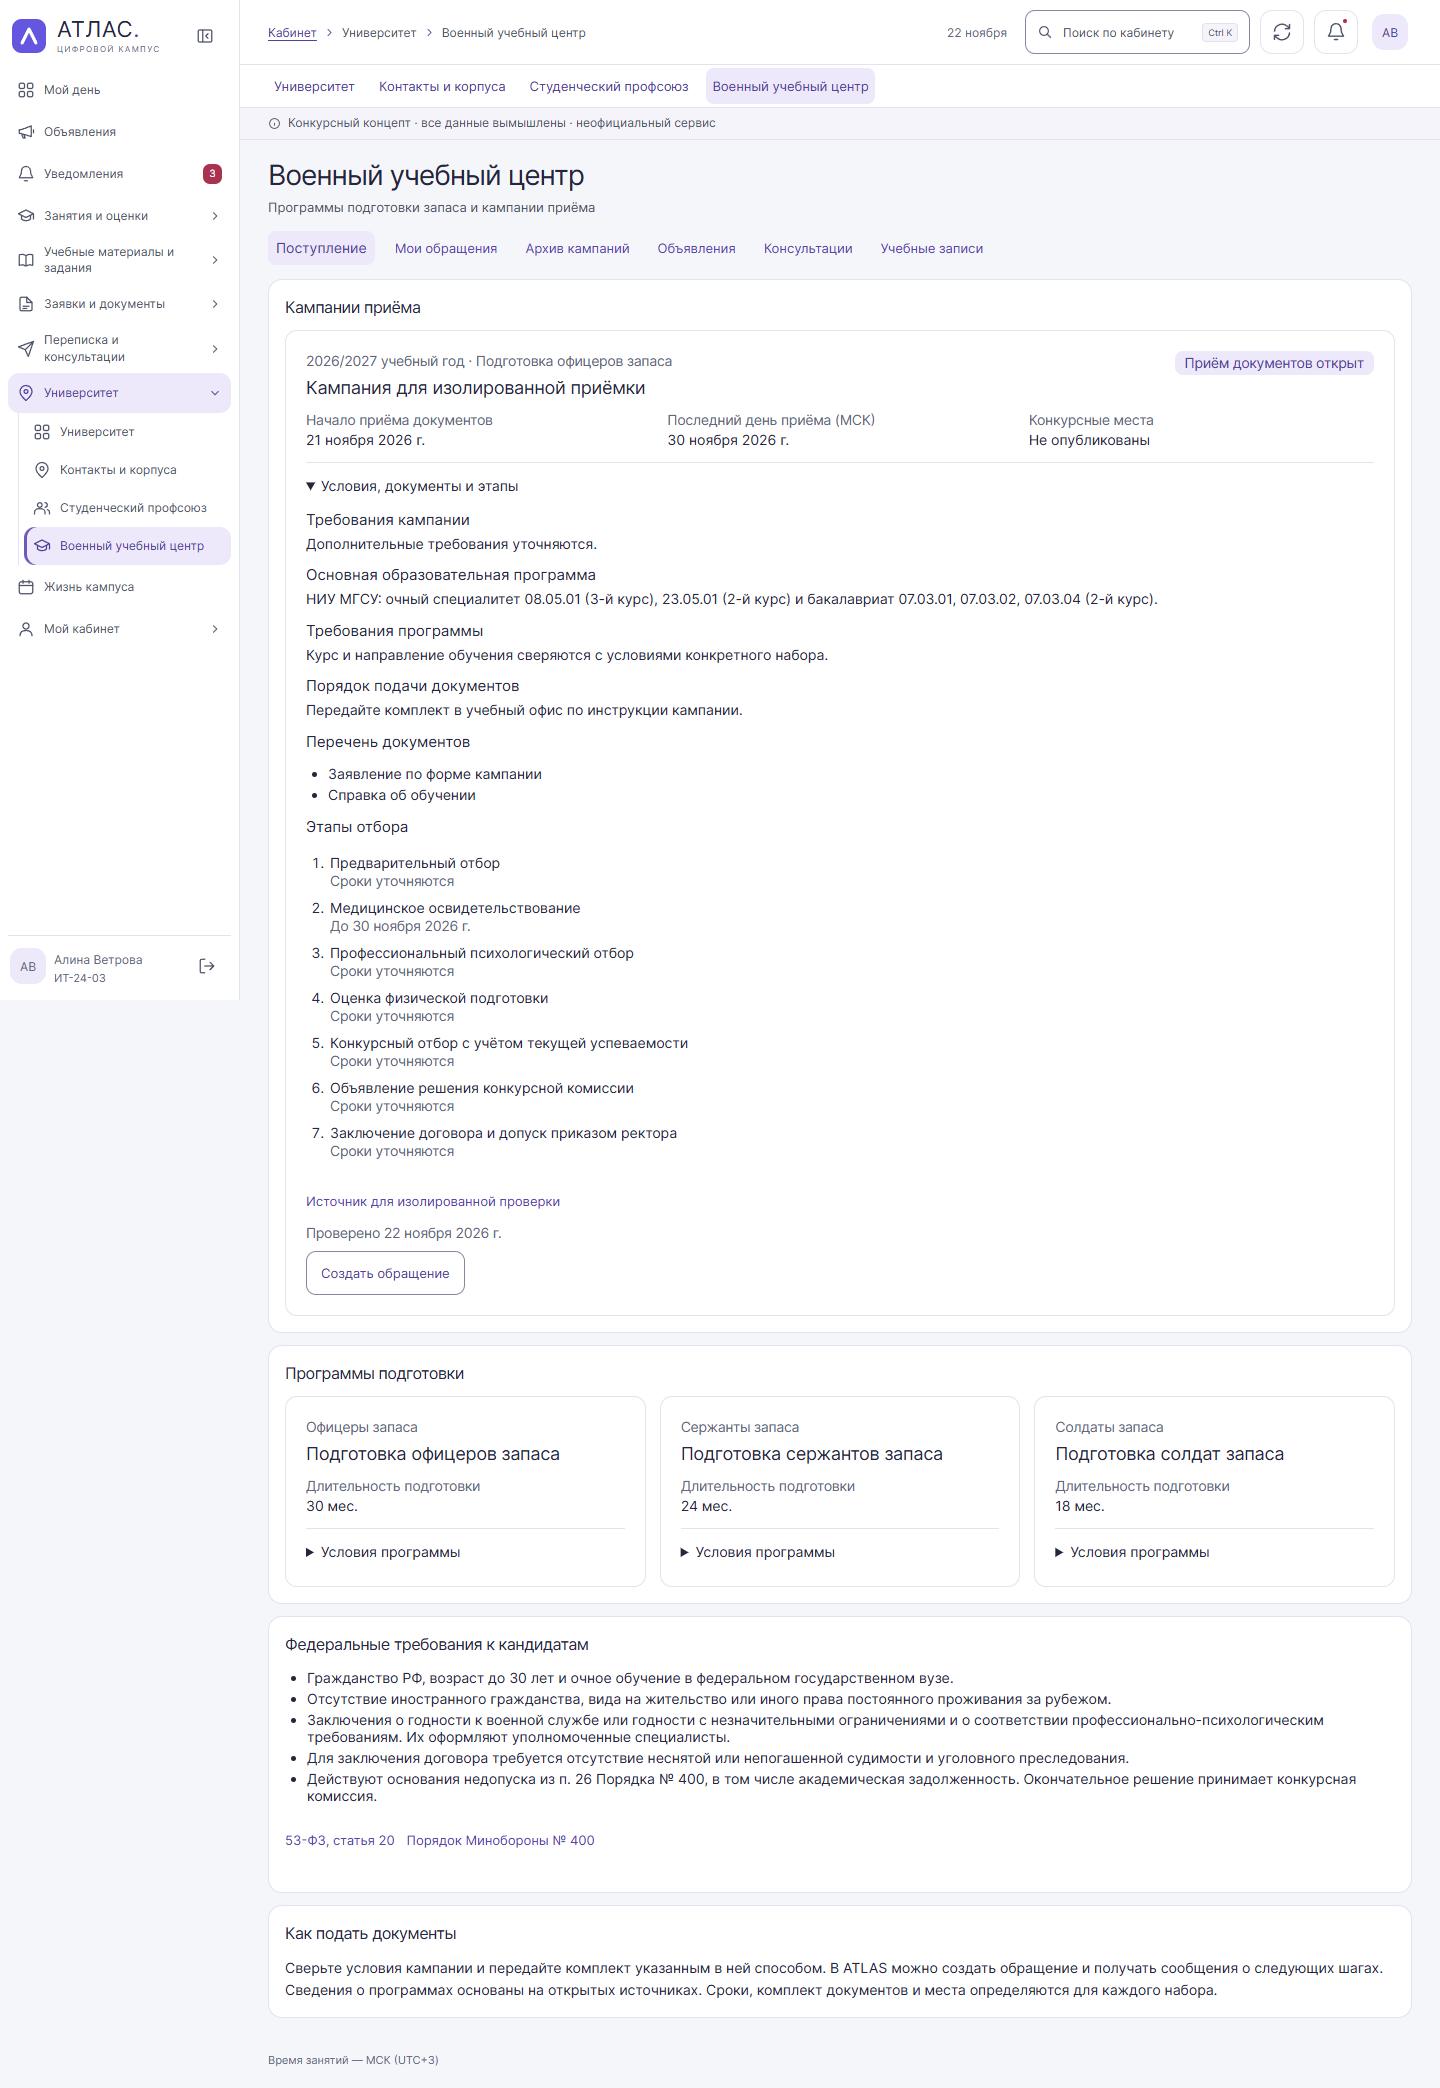 АТЛАС.
ЦИФРОВОЙ КАМПУС
Мой день
Объявления
Уведомления 3
Занятия и оценки
Учебные материалы и
задания
Заявки и документы
Переписка и
консультации
Университет
Университет
Контакты и корпуса
Студенческий профсоюз
Военный учебный центр
Жизнь кампуса
Мой кабинет
АВ
Алина Ветрова
ИТ-24-03
Кабинет Университет Военный учебный центр
22 ноября
Поиск по кабинету Ctrl K
АВ
Университет Контакты и корпуса Студенческий профсоюз Военный учебный центр
Конкурсный концепт · все данные вымышлены · неофициальный сервис
Военный учебный центр
Программы подготовки запаса и кампании приёма
Поступление Мои обращения Архив кампаний Объявления Консультации Учебные записи
Кампании приёма
2026/2027 учебный год · Подготовка офицеров запаса
Приём документов открыт
Кампания для изолированной приёмки
Начало приёма документов Последний день приёма (МСК) Конкурсные места
21 ноября 2026 г. 30 ноября 2026 г. Не опубликованы
Условия, документы и этапы
Требования кампании
Дополнительные требования уточняются.
Основная образовательная программа
НИУ МГСУ: очный специалитет 08.05.01 (3-й курс), 23.05.01 (2-й курс) и бакалавриат 07.03.01, 07.03.02, 07.03.04 (2-й курс).
Требования программы
Курс и направление обучения сверяются с условиями конкретного набора.
Порядок подачи документов
Передайте комплект в учебный офис по инструкции кампании.
Перечень документов
• Заявление по форме кампании
• Справка об обучении
Этапы отбора
1. Предварительный отбор
Сроки уточняются
2. Медицинское освидетельствование
До 30 ноября 2026 г.
3. Профессиональный психологический отбор
Сроки уточняются
4. Оценка физической подготовки
Сроки уточняются
5. Конкурсный отбор с учётом текущей успеваемости
Сроки уточняются
6. Объявление решения конкурсной комиссии
Сроки уточняются
7. Заключение договора и допуск приказом ректора
Сроки уточняются
Источник для изолированной проверки
Проверено 22 ноября 2026 г.
Создать обращение
Программы подготовки
Офицеры запаса
Подготовка офицеров запаса
Длительность подготовки
30 мес.
Условия программы
Сержанты запаса
Подготовка сержантов запаса
Длительность подготовки
24 мес.
Условия программы
Солдаты запаса
Подготовка солдат запаса
Длительность подготовки
18 мес.
Условия программы
Федеральные требования к кандидатам
• Гражданство РФ, возраст до 30 лет и очное обучение в федеральном государственном вузе.
• Отсутствие иностранного гражданства, вида на жительство или иного права постоянного проживания за рубежом.
• Заключения о годности к военной службе или годности с незначительными ограничениями и о соответствии профессионально-психологическим
требованиям. Их оформляют уполномоченные специалисты.
• Для заключения договора требуется отсутствие неснятой или непогашенной судимости и уголовного преследования.
• Действуют основания недопуска из п. 26 Порядка № 400, в том числе академическая задолженность. Окончательное решение принимает конкурсная
комиссия.
53-ФЗ, статья 20 Порядок Минобороны № 400
Как подать документы
Сверьте условия кампании и передайте комплект указанным в ней способом. В ATLAS можно создать обращение и получать сообщения о следующих шагах.
Сведения о программах основаны на открытых источниках. Сроки, комплект документов и места определяются для каждого набора.
Время занятий — МСК (UTC+3)